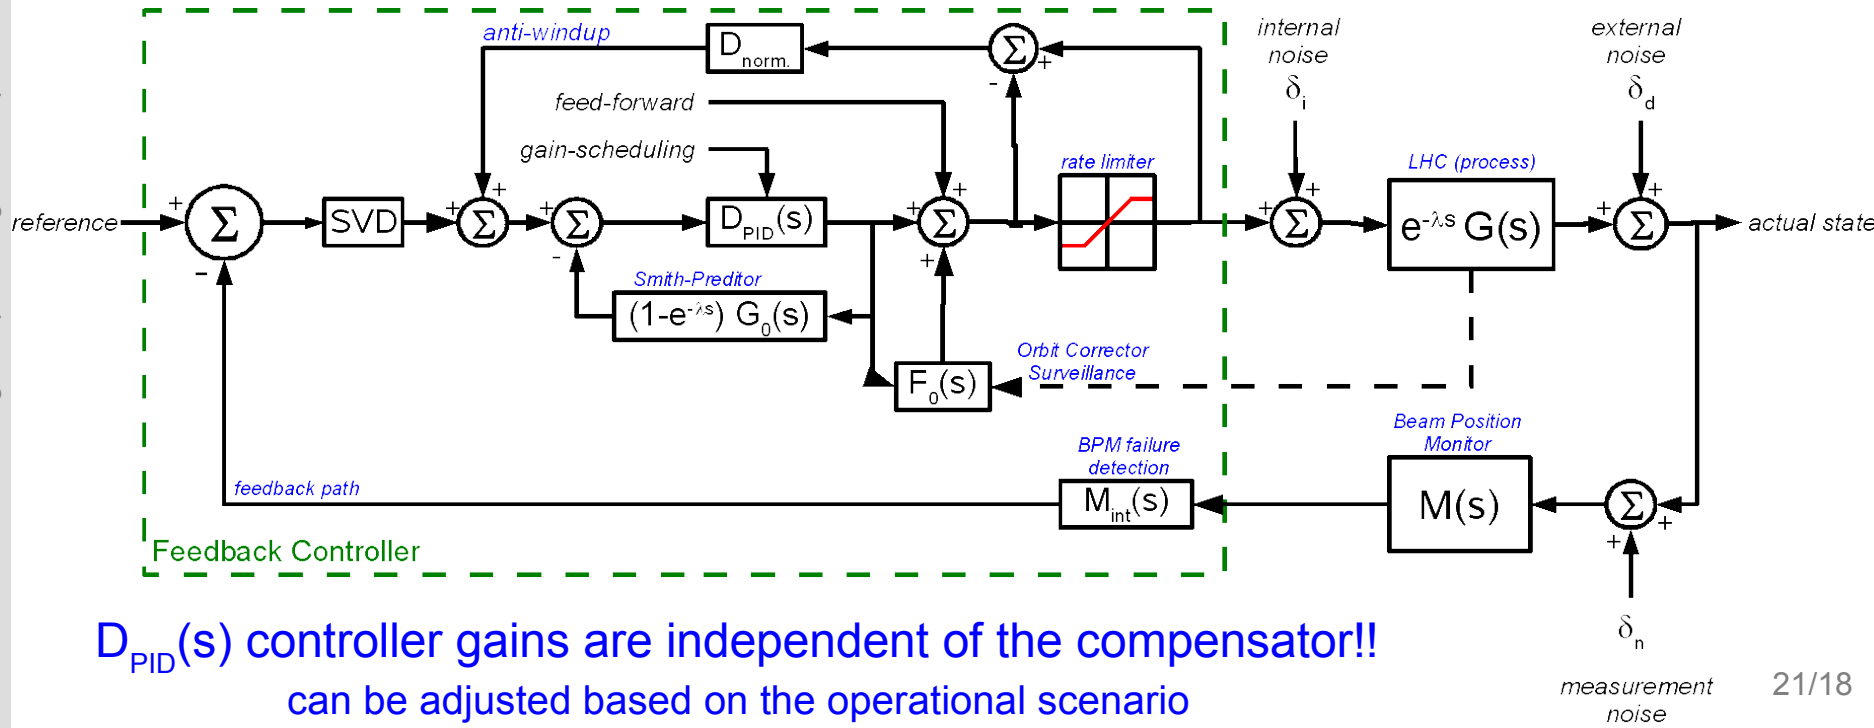 anti-windup
D norm.
Σ
+
-
internal
noise
δi
external
noise
δd
feed-forward
gain-scheduling
rate limiter
LHC (process)
reference
+
Σ
-
SVD
+
+
Σ
+
Σ
-
DPID(s)
+
+
Σ
+
+
+
Σ
e-λs G(s)
+
+
Σ
actual state
Smith-Preditor
(1-e-λs) G0(s)
F0(s)
Orbit Corrector
Surveillance
Beam Position
Monitor
BPM failure
detection
feedback path
Mint(s)
M(s)
Σ
+
+
Feedback Controller
δn
measurement
noise
DPID(s) controller gains are independent of the compensator!!
can be adjusted based on the operational scenario
21/18